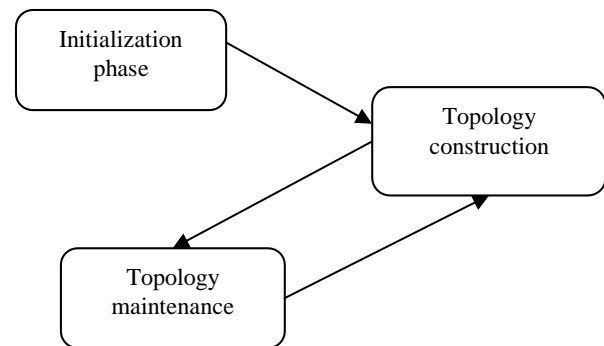 Initialization
phase
Topology
construction
Topology
maintenance